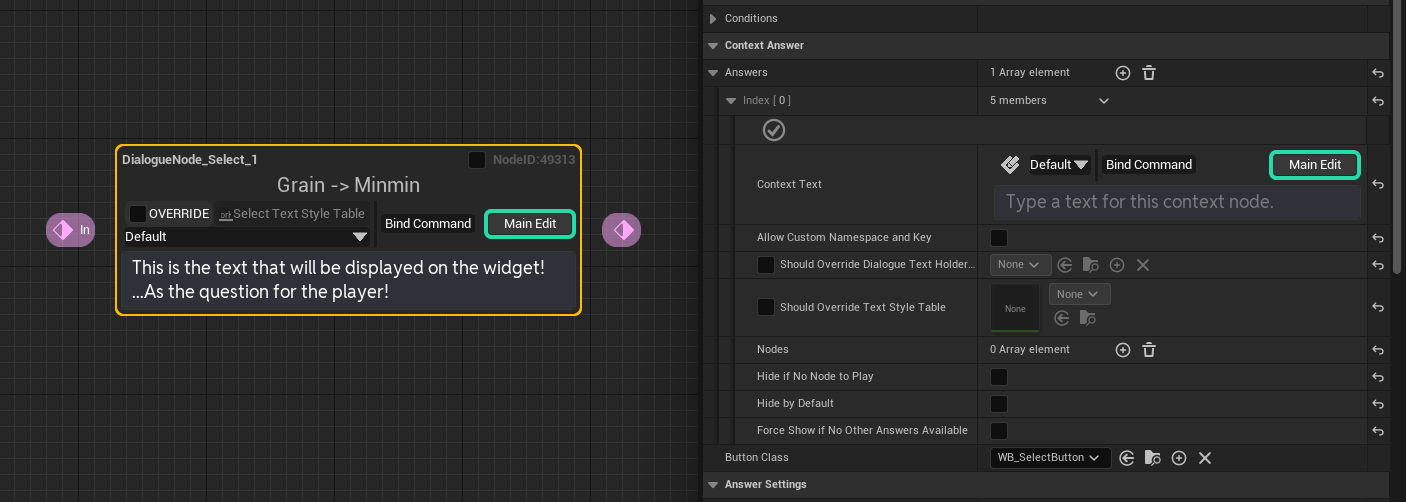 DialogueNode_Select_1
NodeID:49313
Grain -> Minmin
OVERRIDE
Select Text Style Table
Default
Bind Command
Main Edit
In
This is the text that will be displayed on the widget!
...As the question for the player!
Conditions
Context Answer
Answers
1 Array element
Index [ 0 ]
5 members
Context Text
Default
Bind Command
Main Edit
Type a text for this context node.
Allow Custom Namespace and Key
Should Override Dialogue Text Holder...
None
Should Override Text Style Table
None
None
Nodes
0 Array element
Hide if No Node to Play
Hide by Default
Force Show if No Other Answers Available
Button Class
WB_SelectButton
Answer Settings